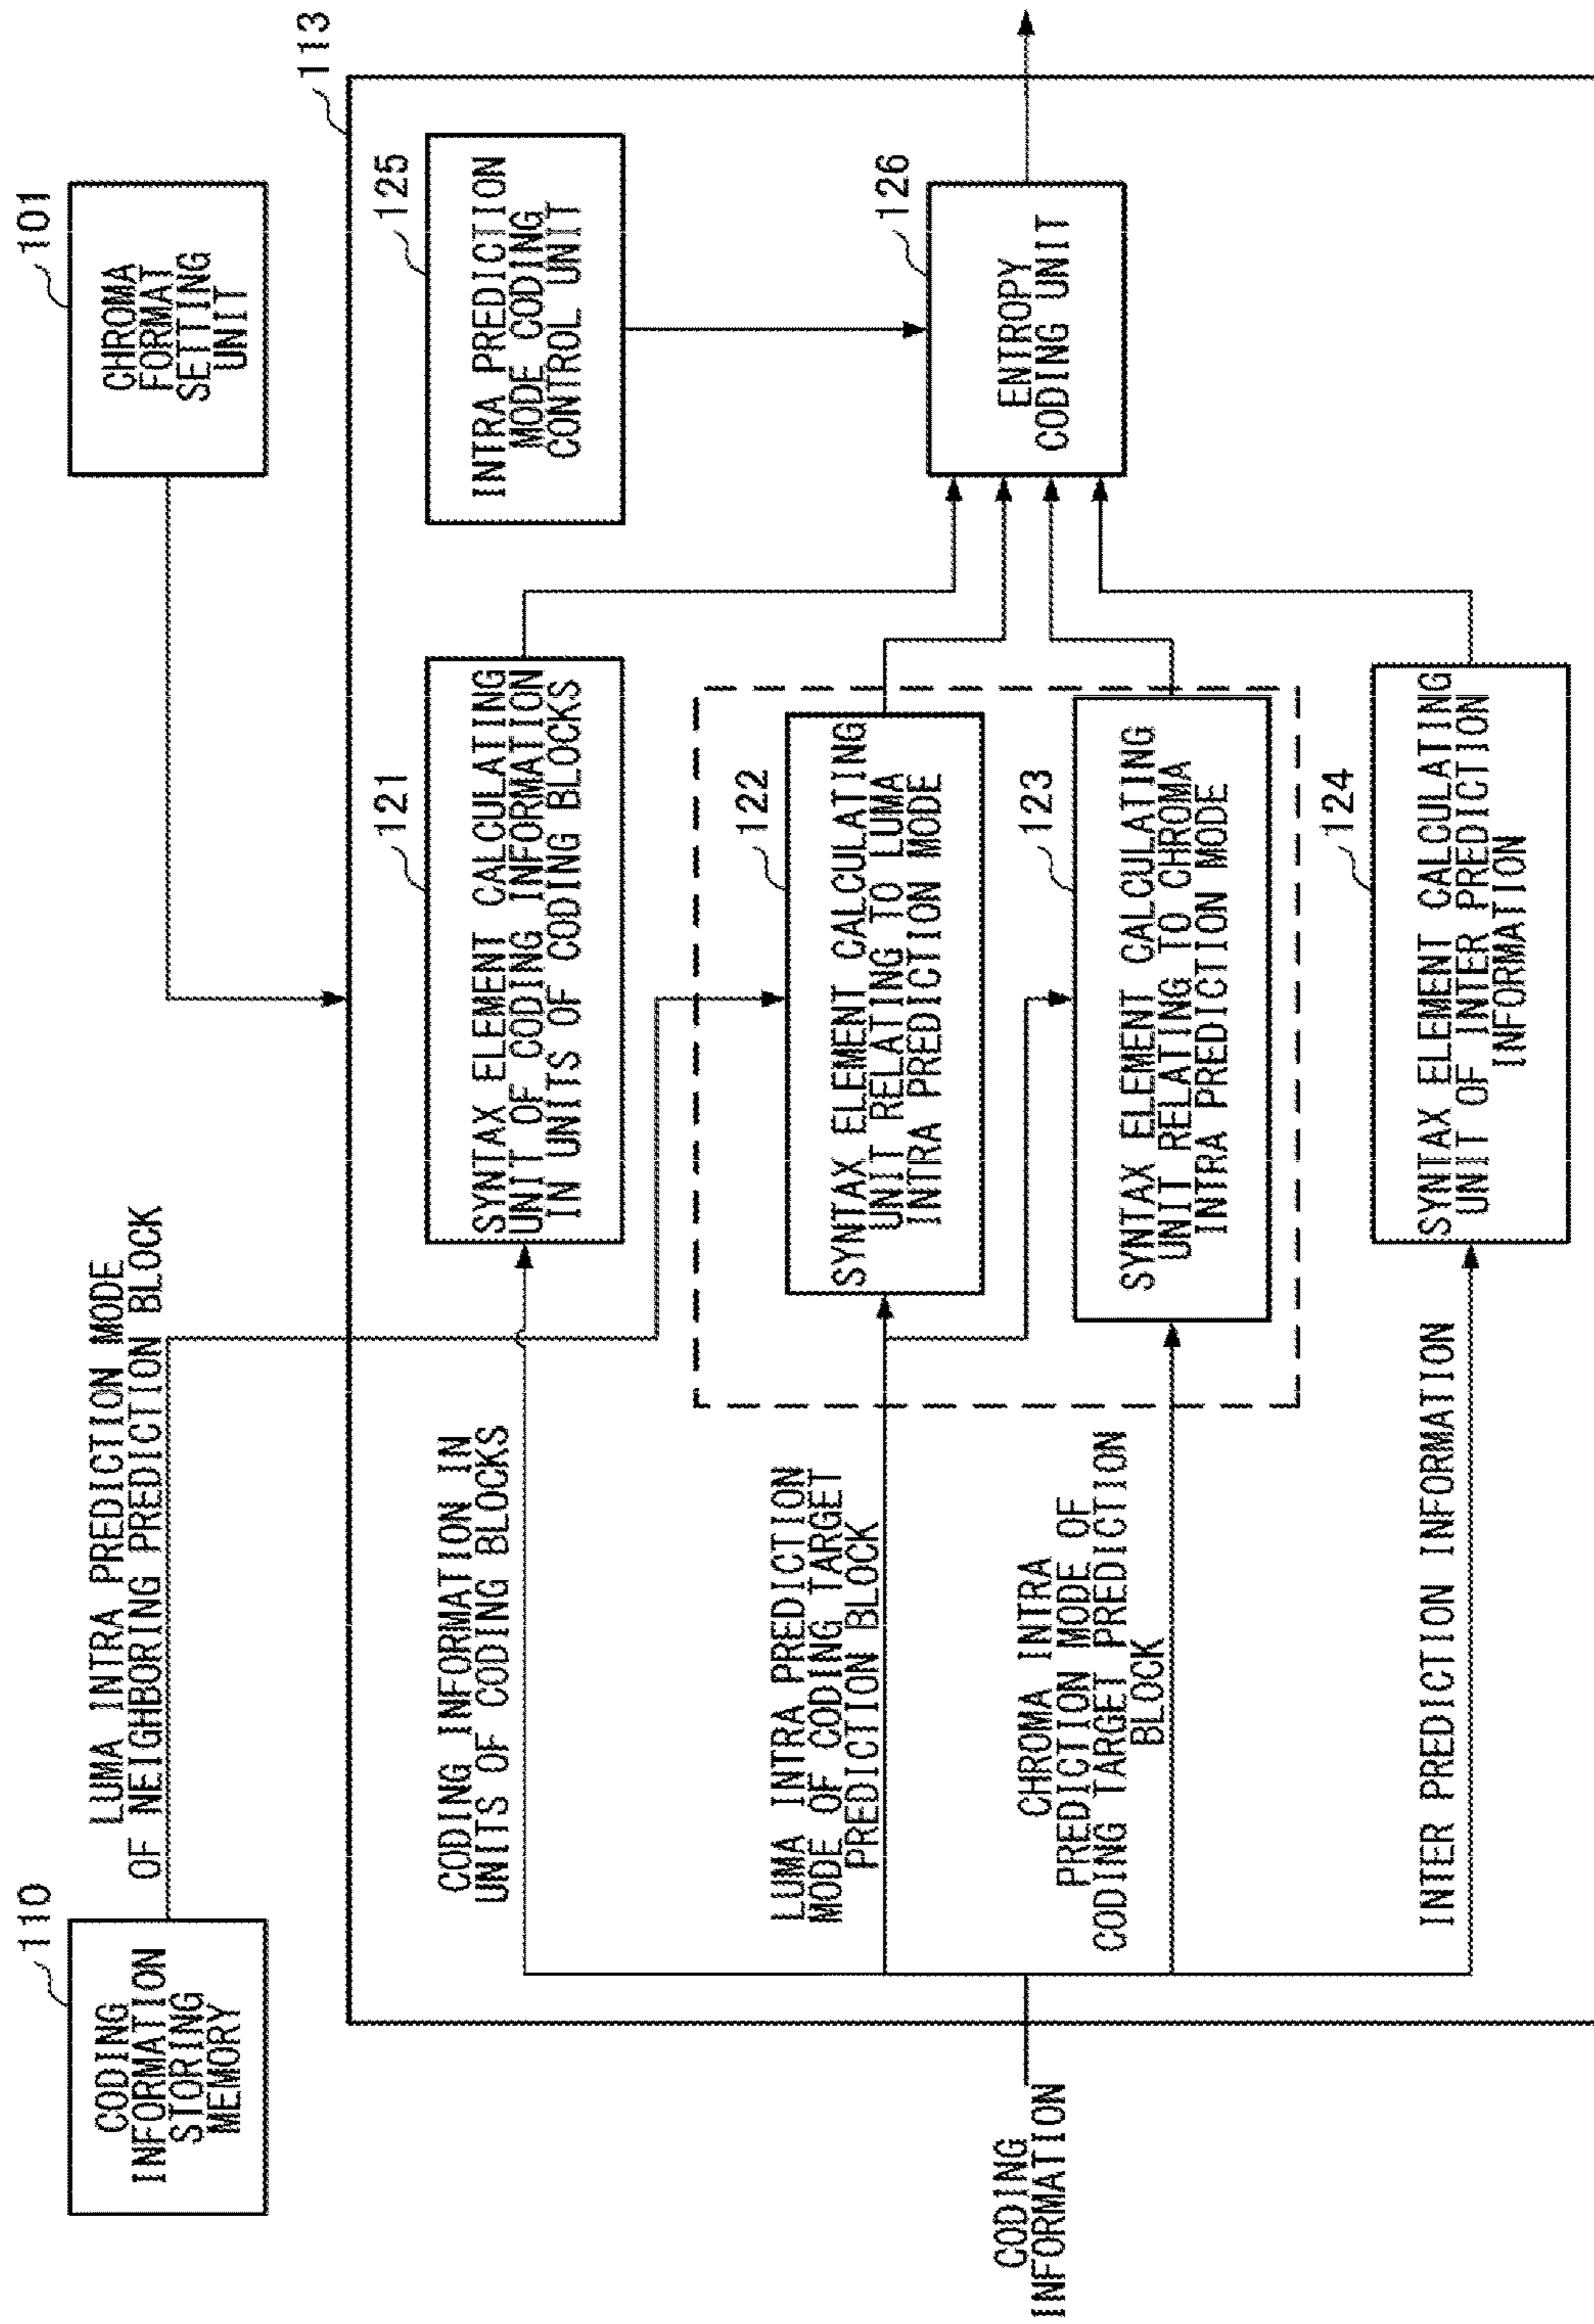 110
CODING
INFORMATION
STORING
MEMORY
LUMA INTRA PREDICTION MODE
OF NEIGHBORING PREDICTION BLOCK
101
CHROMA
FORMAT
SETTING
UNIT
113
CODING
INFORMATION
CODING INFORMATION IN
UNITS OF CODING BLOCKS
121
SYNTAX ELEMENT CALCULATING
UNIT OF CODING INFORMATION
IN UNITS OF CODING BLOCKS
125
INTRA PREDICTION
MODE CODING
CONTROL UNIT
LUMA INTRA PREDICTION
MODE OF CODING TARGET
PREDICTION BLOCK
122
SYNTAX ELEMENT CALCULATING
UNIT RELATING TO LUMA
INTRA PREDICTION MODE
126
ENTROPY
CODING UNIT
CHROMA INTRA
PREDICTION MODE OF
CODING TARGET PREDICTION
BLOCK
123
SYNTAX ELEMENT CALCULATING
UNIT RELATING TO CHROMA
INTRA PREDICTION MODE
INTER PREDICTION INFORMATION
124
SYNTAX ELEMENT CALCULATING
UNIT OF INTER PREDICTION
INFORMATION